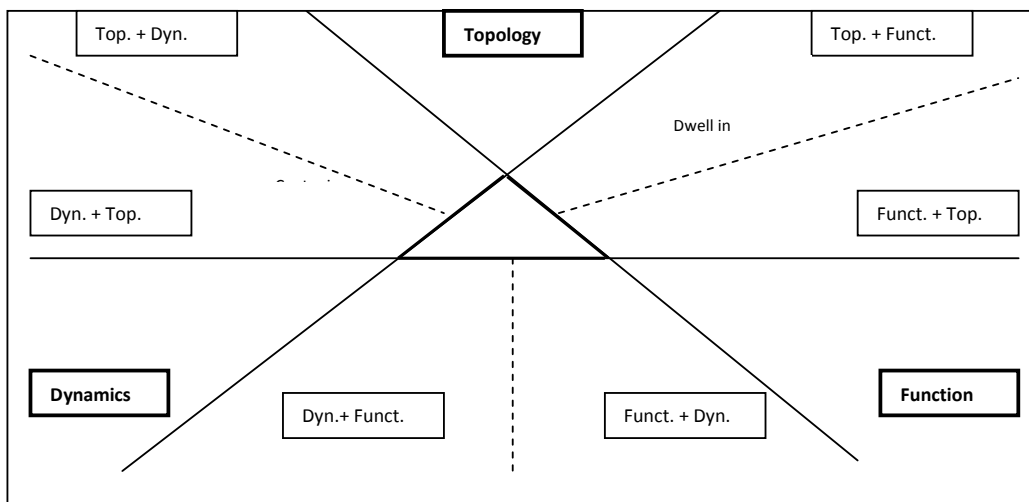 Top. + Dyn.
Topology
Top. + Funct.
Dwell in
Dyn. + Top.
Funct. + Top.
Dynamics
Function
Dyn.+ Funct.
Funct. + Dyn.